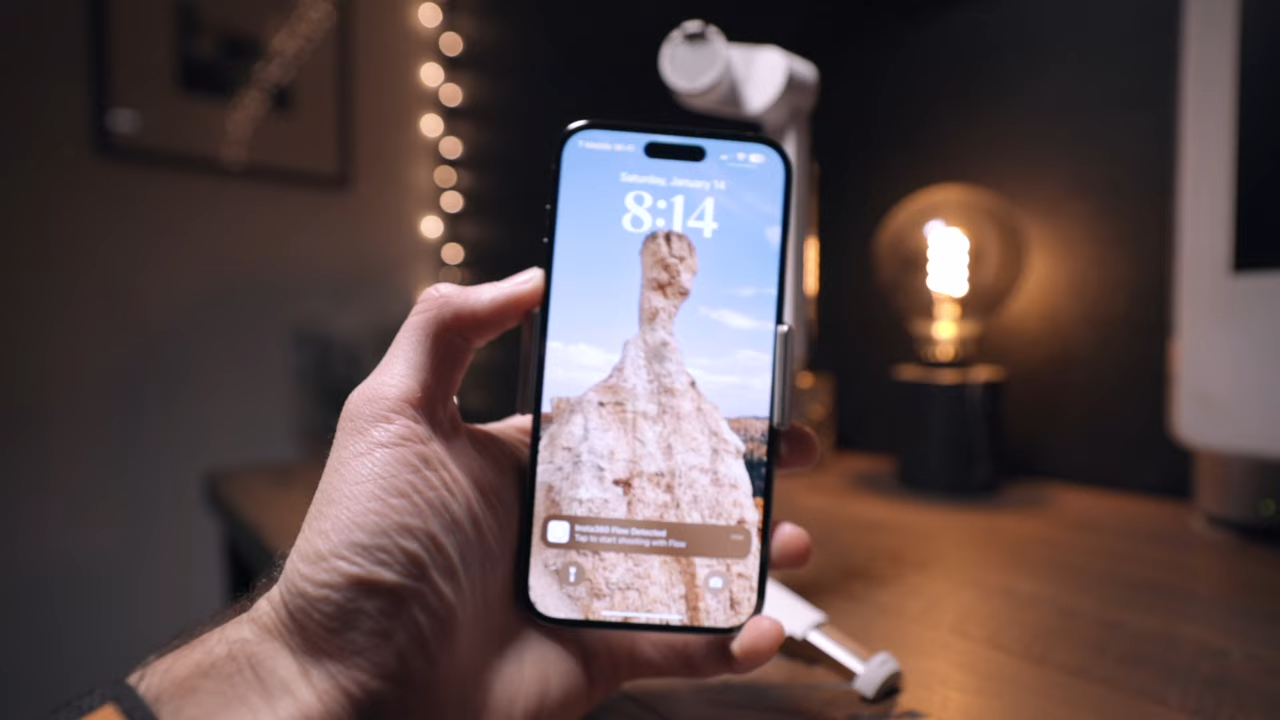 Saturday, January 14
8:14
Insta360 Flow Detected
Tap to start shooting with Flow